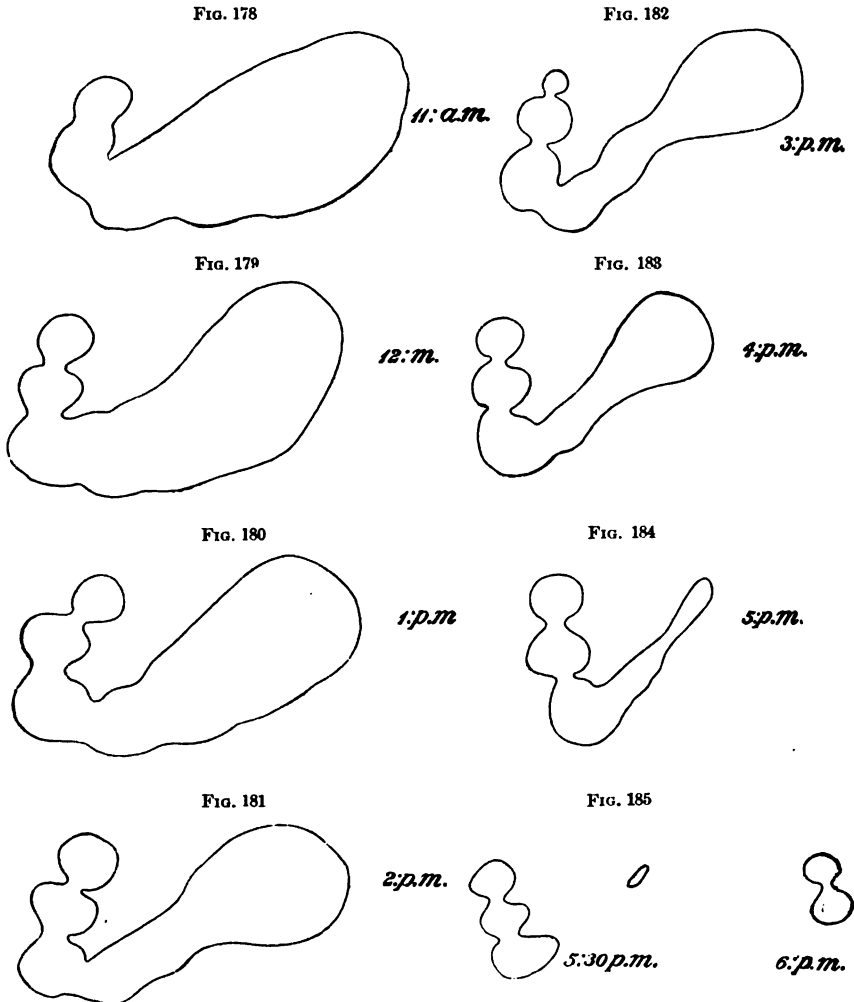 FIG. 178
11: a.m.
FIG. 179
12: m.
FIG. 180
1: p.m
FIG. 181
2: p.m.
FIG. 182
3: p.m.
FIG. 183
4: p.m.
FIG. 184
5: p.m.
FIG. 185
5:30 p.m.
6: p.m.